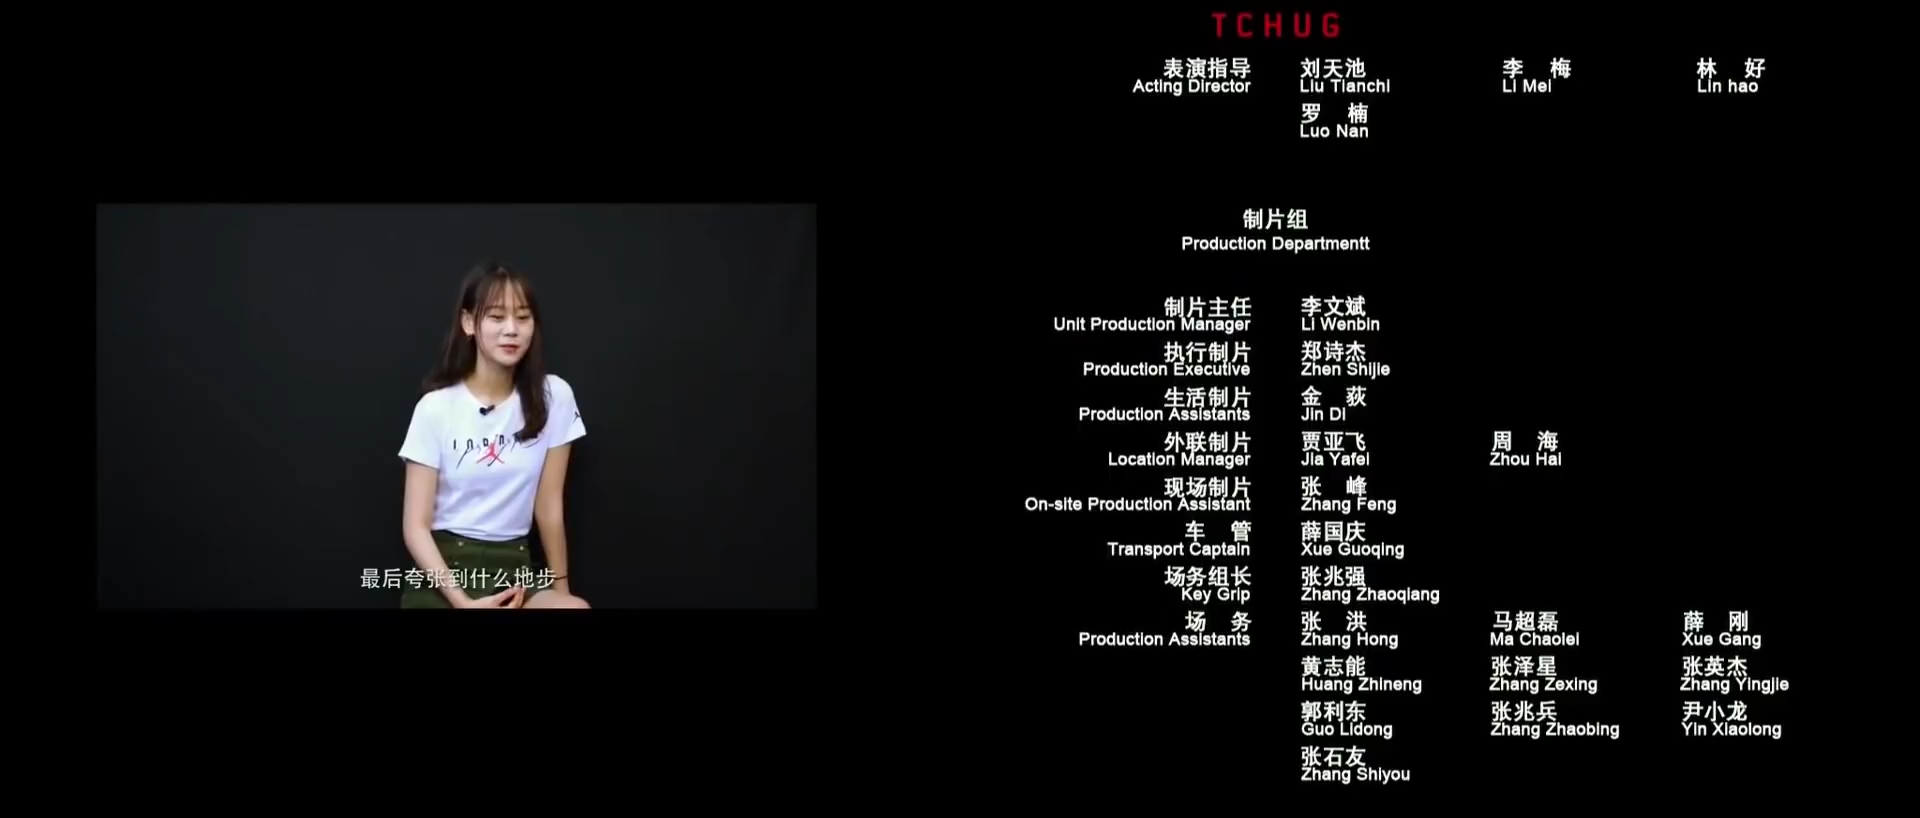 TCHUG
表演指导 刘天池 李 梅 林 好
Acting Director Liu Tianchi Li Mei Lin hao
罗 楠
Luo Nan
制片组
Production Departmentt
制片主任 李文斌
Unit Production Manager Li Wenbin
执行制片 郑诗杰
Production Executive Zhen Shijie
生活制片 金 荻
Production Assistants Jin Di
外联制片 贾亚飞 周 海
Location Manager Jia Yafei Zhou Hai
现场制片 张 峰
On-site Production Assistant Zhang Feng
车 管 薛国庆
Transport Captain Xue Guoqing
场务组长 张兆强
Key Grip Zhang Zhaoqiang
场 务 张 洪 马超磊 薛 刚
Production Assistants Zhang Hong Ma Chaolei Xue Gang
黄志能 张泽星 张英杰
Huang Zhineng Zhang Zexing Zhang Yingjie
郭利东 张兆兵 尹小龙
Guo Lidong Zhang Zhaobing Yin Xiaolong
张石友
Zhang Shiyou
最后夸张到什么地步